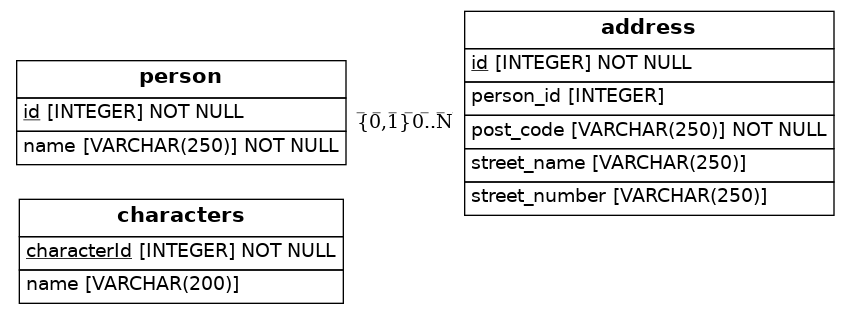 person
id [INTEGER] NOT NULL
name [VARCHAR(250)] NOT NULL
{0,1}0..N
address
id [INTEGER] NOT NULL
person_id [INTEGER]
post_code [VARCHAR(250)] NOT NULL
street_name [VARCHAR(250)]
street_number [VARCHAR(250)]
characters
characterId [INTEGER] NOT NULL
name [VARCHAR(200)]